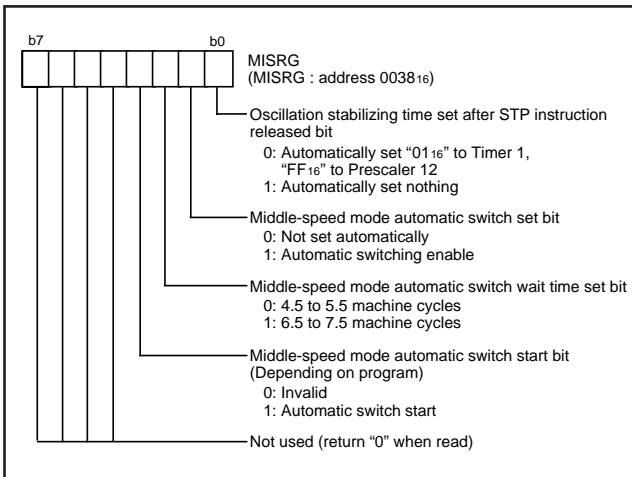 b7 b0
MISRG
(MISRG : address 003816)
Oscillation stabilizing time set after STP instruction
released bit
0: Automatically set “0116” to Timer 1,
“FF16” to Prescaler 12
1: Automatically set nothing
Middle-speed mode automatic switch set bit
0: Not set automatically
1: Automatic switching enable
Middle-speed mode automatic switch wait time set bit
0: 4.5 to 5.5 machine cycles
1: 6.5 to 7.5 machine cycles
Middle-speed mode automatic switch start bit
(Depending on program)
0: Invalid
1: Automatic switch start
Not used (return “0” when read)